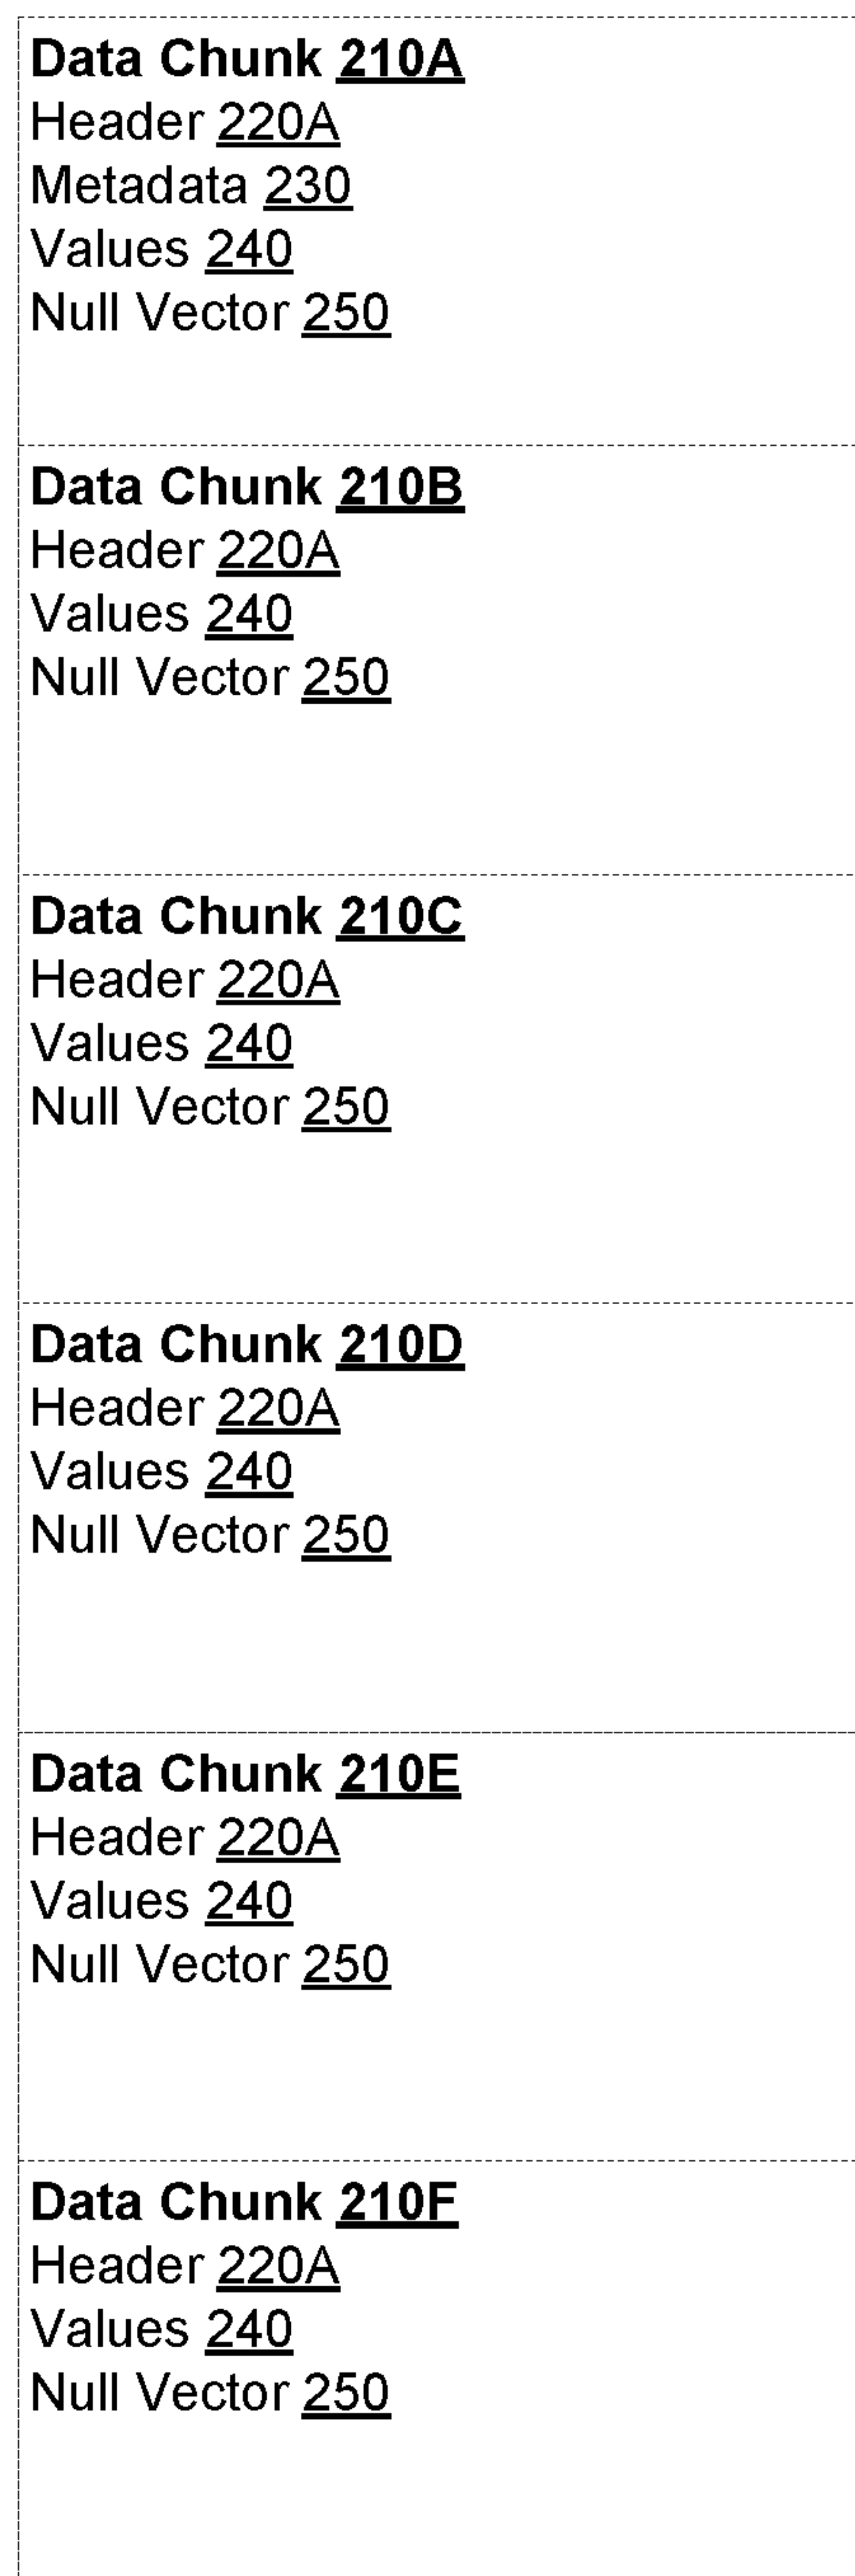 Data Chunk 210A
Header 220A
Metadata 230
Values 240
Null Vector 250
Data Chunk 210B
Header 220A
Values 240
Null Vector 250
Data Chunk 210C
Header 220A
Values 240
Null Vector 250
Data Chunk 210D
Header 220A
Values 240
Null Vector 250
Data Chunk 210E
Header 220A
Values 240
Null Vector 250
Data Chunk 210F
Header 220A
Values 240
Null Vector 250